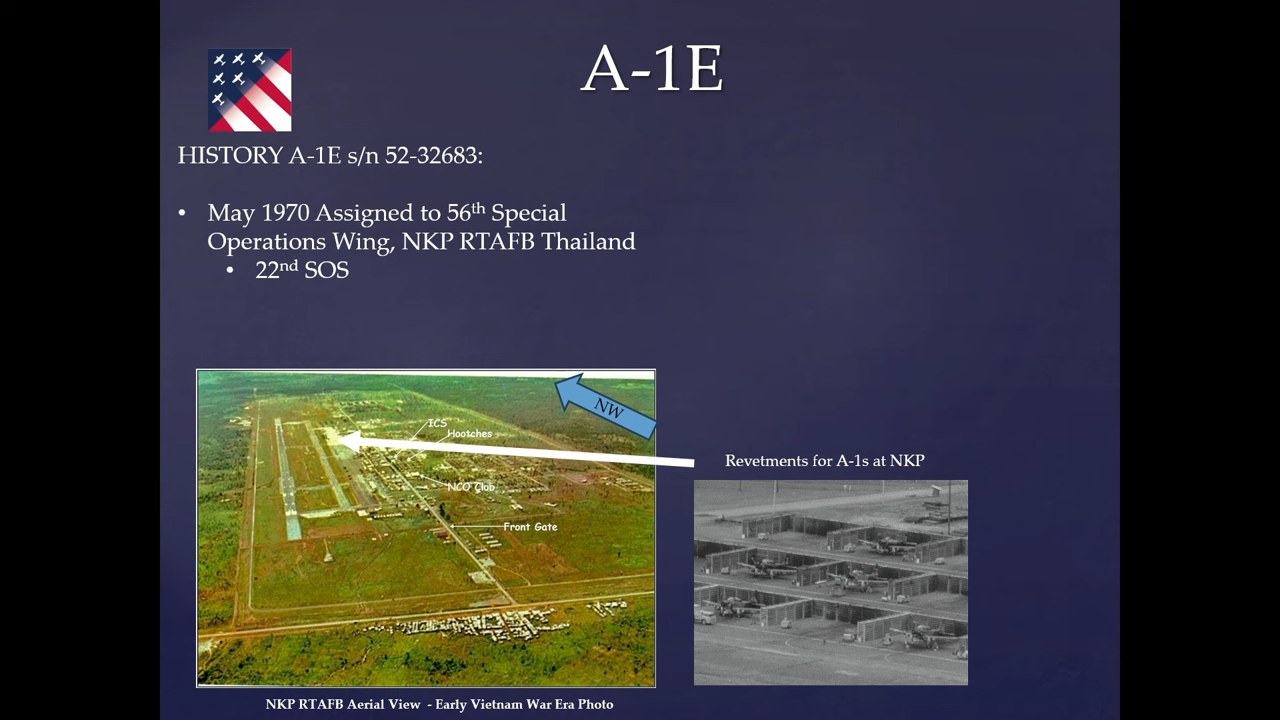 A-1E
HISTORY A-1E s/n 52-32683:
• May 1970 Assigned to 56th Special
Operations Wing, NKP RTAFB Thailand
• 22nd SOS
NW
ICS
Hootches
NCO Club
Front Gate
Revetments for A-1s at NKP
NKP RTAFB Aerial View - Early Vietnam War Era Photo